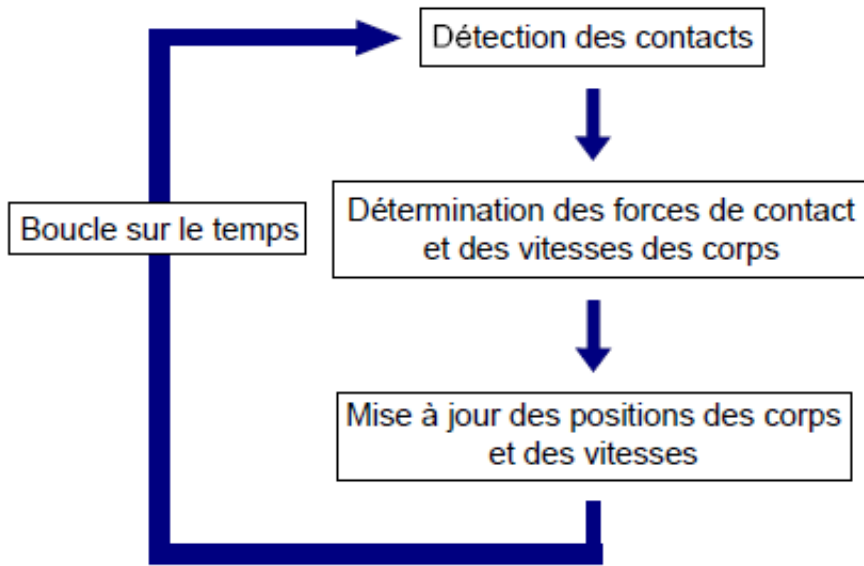 Détection des contacts
Boucle sur le temps
Détermination des forces de contact
et des vitesses des corps
Mise à jour des positions des corps
et des vitesses